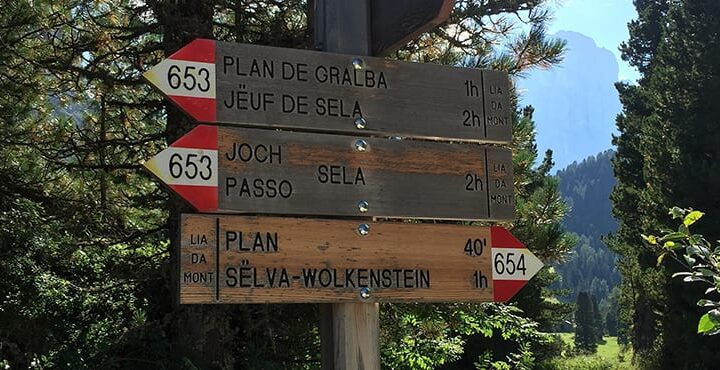 653 PLAN DE GRALBA 1h LIA
JËUF DE SELA 2h DA MONT
653 JOCH SELA 2h LIA
PASSO DA MONT
LIA PLAN 40' 654
DA MONT SËLVA-WOLKENSTEIN 1h